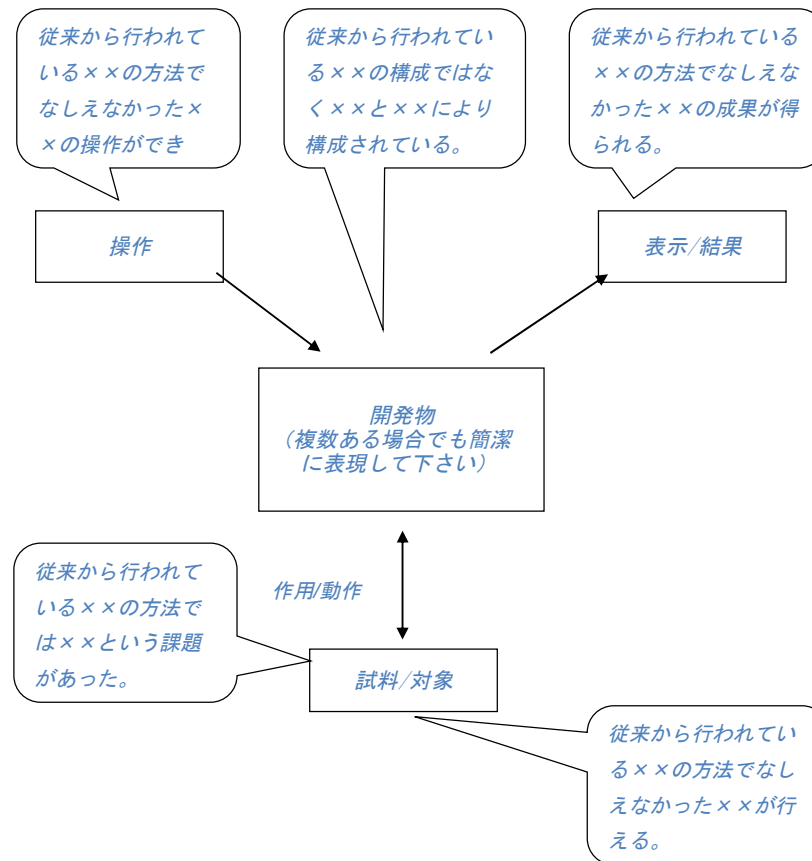 従来から行われて
いる××の方法で
なしえなかった×
×の操作ができ
従来から行われてい
る××の構成ではな
く××と××により
構成されている。
従来から行われている
××の方法でなしえな
かった××の成果が得
られる。
操作
表示/結果
開発物
(複数ある場合でも簡潔
に表現して下さい)
従来から行われて
いる××の方法で
は××という課題
があった。
作用/動作
試料/対象
従来から行われてい
る××の方法でなし
えなかった××が行
える。